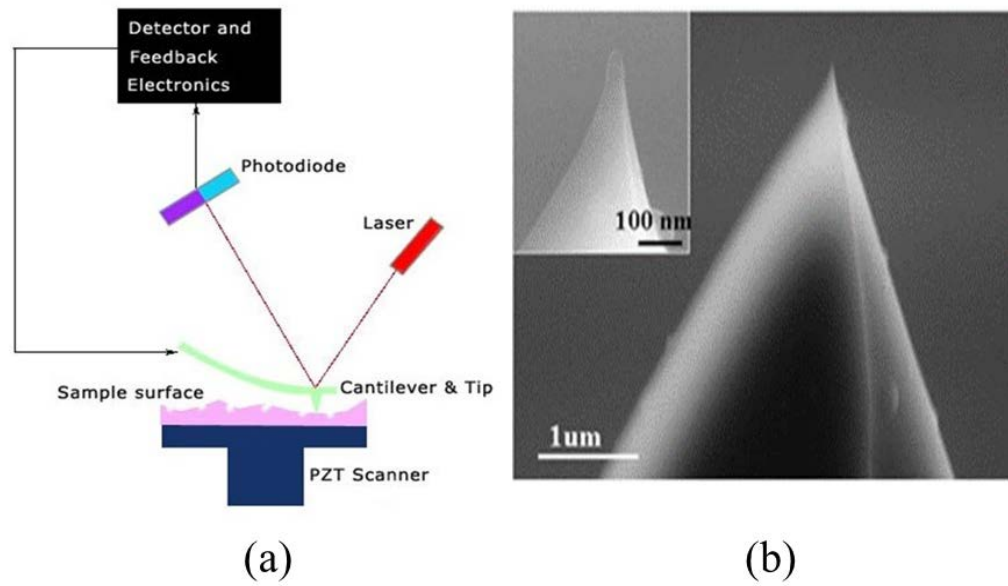 Detector and
Feedback
Electronics
Photodiode
Laser
Sample surface
Cantilever & Tip
PZT Scanner
100 nm
1um
(a)
(b)